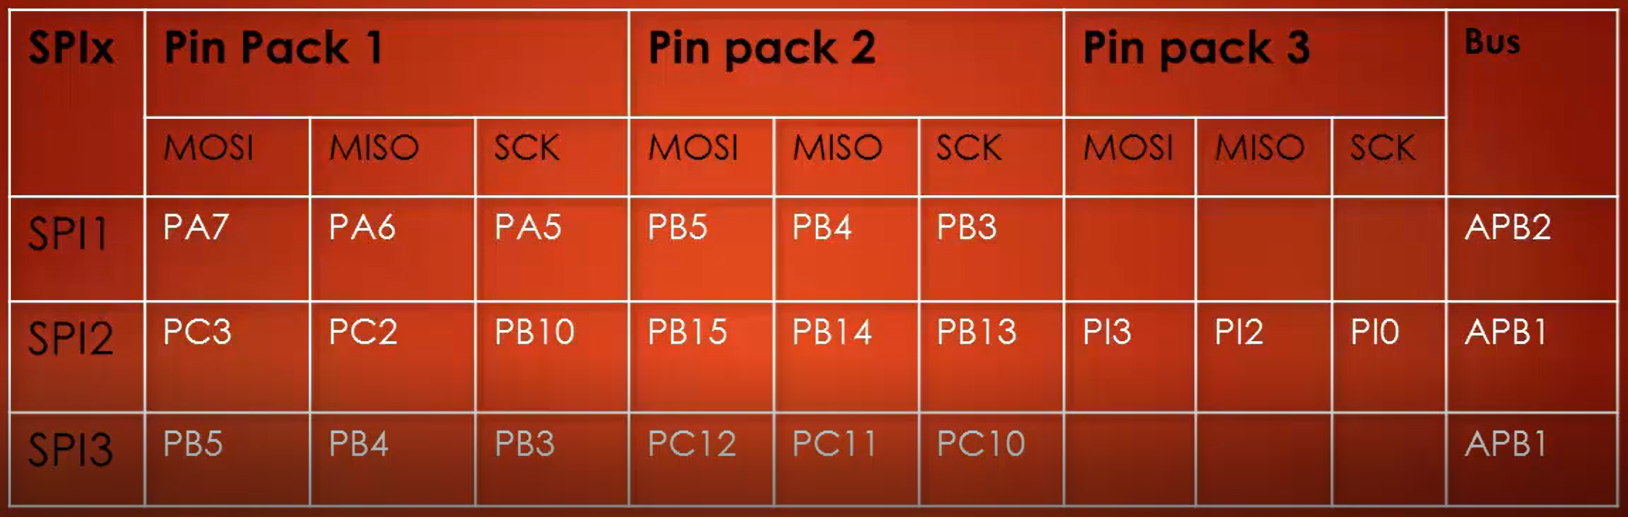 SPIx Pin Pack 1 Pin pack 2 Pin pack 3 Bus
MOSI MISO SCK MOSI MISO SCK MOSI MISO SCK
SPI1 PA7 PA6 PA5 PB5 PB4 PB3 APB2
SPI2 PC3 PC2 PB10 PB15 PB14 PB13 PI3 PI2 PI0 APB1
SPI3 PB5 PB4 PB3 PC12 PC11 PC10 APB1